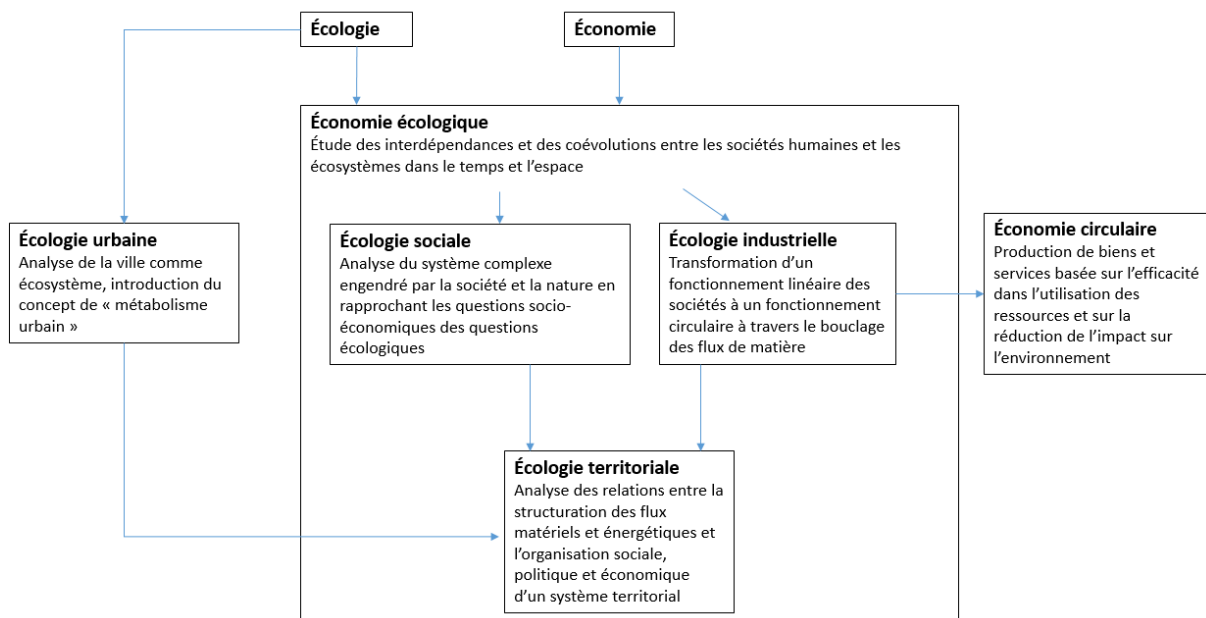 Écologie
Économie
Économie écologique
Étude des interdépendances et des coévolutions entre les sociétés humaines et les
écosystèmes dans le temps et l’espace
Écologie urbaine
Analyse de la ville comme
écosystème, introduction du
concept de « métabolisme
urbain »
Écologie sociale
Analyse du système complexe
engendré par la société et la nature en
rapprochant les questions socio-
économiques des questions
écologiques
Écologie industrielle
Transformation d’un
fonctionnement linéaire des
sociétés à un fonctionnement
circulaire à travers le bouclage
des flux de matière
Économie circulaire
Production de biens et
services basée sur l’efficacité
dans l’utilisation des
ressources et sur la
réduction de l’impact sur
l’environnement
Écologie territoriale
Analyse des relations entre la
structuration des flux
matériels et énergétiques et
l’organisation sociale,
politique et économique
d’un système territorial